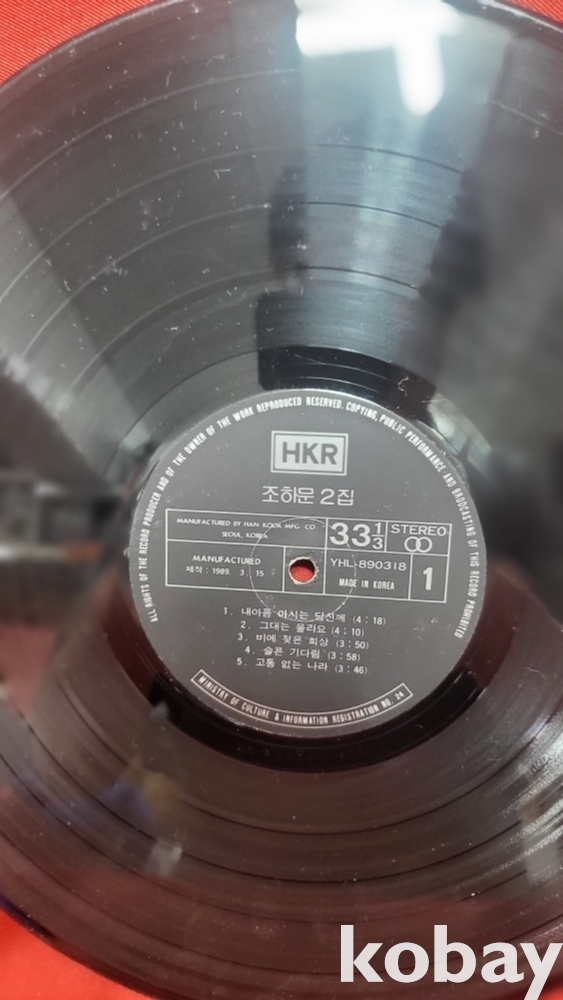 ALL RIGHTS OF THE RECORD PRODUCER AND OF THE OWNER OF THE WORK REPRODUCED RESERVED. COPYING, PUBLIC PERFORMANCE AND BROADCASTING OF THIS RECORD PROHIBITED
HKR
조하문 2집
MANUFACTURED BY HAN KOOK MFG. CO
SEOUL, KOREA
33 1/3
STEREO
MANUFACTURED
제작 : 1989. 3. 15.
YHL-890318
MADE IN KOREA
1
1. 내아픔 아시는 당신께 (4 : 18)
2. 그대는 몰라요 (4 : 10)
3. 비에 젖은 회상 (3 : 50)
4. 슬픈 기다림 (3 : 58)
5. 고통 없는 나라 (3 : 46)
MINISTRY OF CULTURE & INFORMATION REGISTRATION NO. 24
kobay